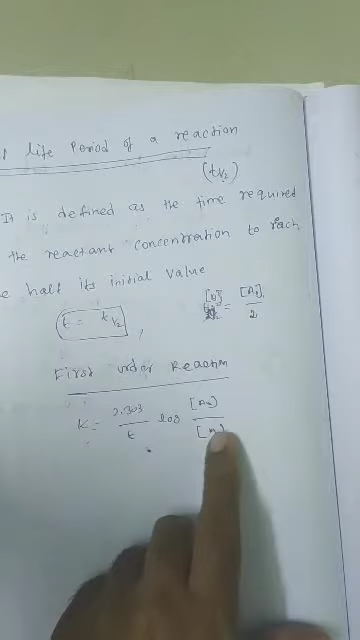 life Period of a reaction
(t½)
It is defined as the time required
the reactant concentration to rach
half its initial value
t = t½ , = [A₀] / 2
First order Reaction
K = 2.303 / t log [A₀] / [A]